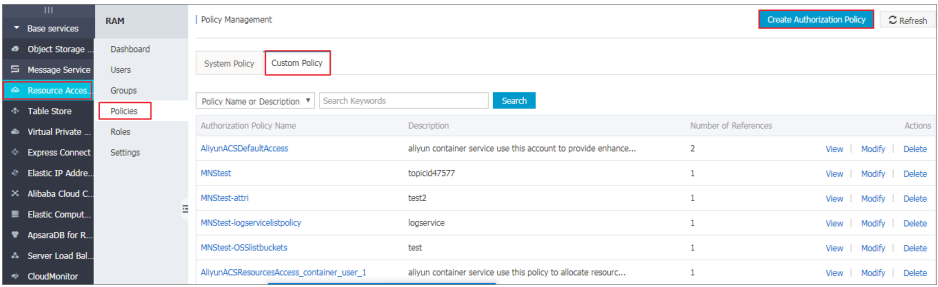 Base services
Object Storage ...
Message Service
Resource Acces...
Table Store
Virtual Private ...
Express Connect
Elastic IP Addre...
Alibaba Cloud C...
Elastic Comput...
ApsaraDB for R...
Server Load Bal...
CloudMonitor
RAM
Dashboard
Users
Groups
Policies
Roles
Settings
Policy Management
Create Authorization Policy
Refresh
System Policy
Custom Policy
Policy Name or Description
Search Keywords
Search
Authorization Policy Name Description Number of References Actions
AliyunACSDefaultAccess aliyun container service use this account to provide enhance... 2 View | Modify | Delete
MNStest topicid47577 1 View | Modify | Delete
MNStest-attri test2 1 View | Modify | Delete
MNStest-logservicelistpolicy logservice 1 View | Modify | Delete
MNStest-OSSlistbuckets test 1 View | Modify | Delete
AliyunACSResourcesAccess_container_user_1 aliyun container service use this policy to allocate resourc... 1 View | Modify | Delete